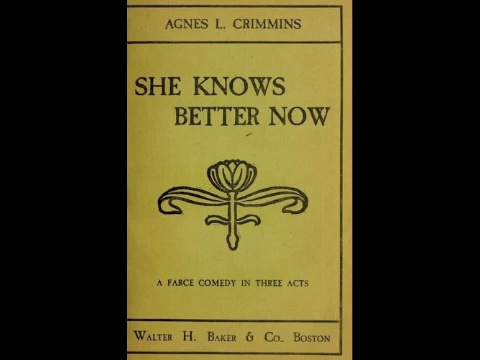 AGNES L. CRIMMINS
SHE KNOWS
BETTER NOW
A FARCE COMEDY IN THREE ACTS
WALTER H. BAKER & CO., BOSTON